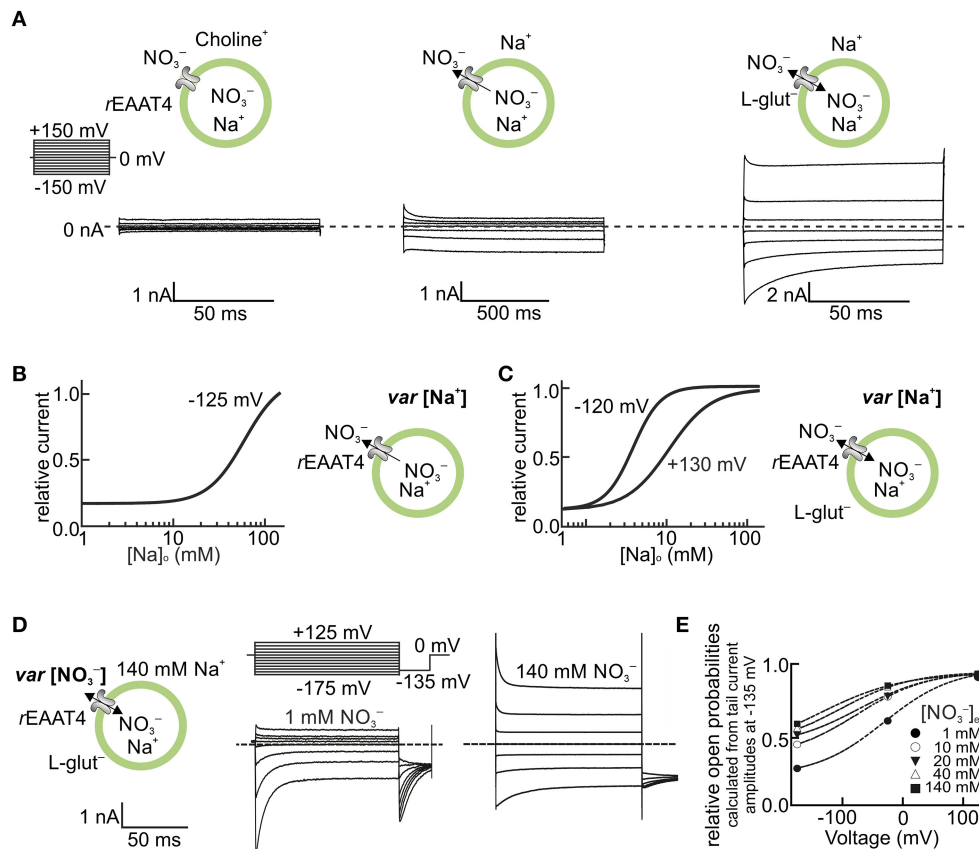 A
Choline⁺
NO₃⁻
rEAAT4
NO₃⁻
Na⁺
Na⁺
NO₃⁻
NO₃⁻
Na⁺
Na⁺
NO₃⁻
L-glut⁻
NO₃⁻
Na⁺
+150 mV
0 mV
-150 mV
0 nA
1 nA
50 ms
1 nA
500 ms
2 nA
50 ms
B
relative current
1.0
0.5
0.0
-125 mV
1
10
100
[Na]ₒ (mM)
var [Na⁺]
NO₃⁻
rEAAT4
NO₃⁻
Na⁺
C
relative current
1.0
0.5
0.0
-120 mV
+130 mV
1
10
100
[Na]ₒ (mM)
var [Na⁺]
NO₃⁻
rEAAT4
NO₃⁻
Na⁺
L-glut⁻
D
var [NO₃⁻]
140 mM Na⁺
rEAAT4
NO₃⁻
Na⁺
L-glut⁻
1 nA
50 ms
+125 mV
0 mV
-175 mV
-135 mV
1 mM NO₃⁻
140 mM NO₃⁻
E
relative open probabilities
calculated from tail current
amplitudes at -135 mV
1.0
0.5
0.0
[NO₃⁻]ₑ
1 mM
10 mM
20 mM
40 mM
140 mM
-100
0
100
Voltage (mV)